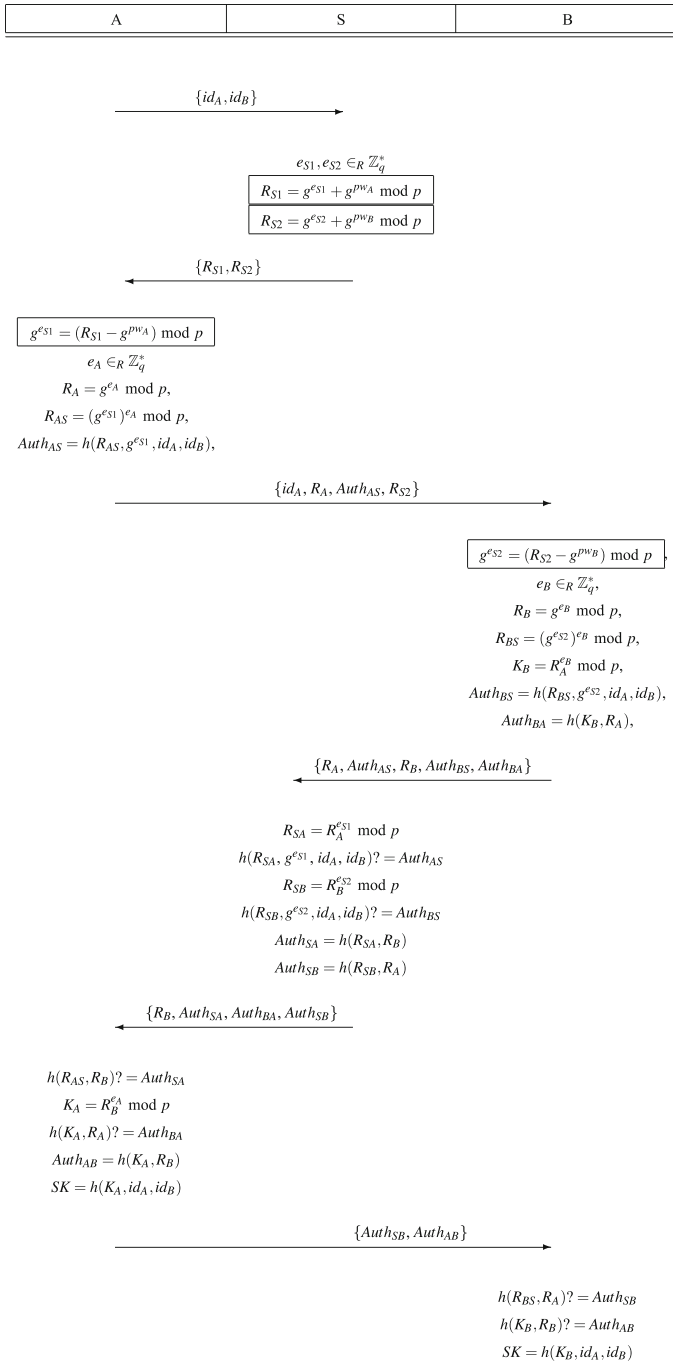 A S B
{id_A, id_B}
e_{S1}, e_{S2} ∈_R ℤ_q^*
R_{S1} = g^{e_{S1}} + g^{pw_A} mod p
R_{S2} = g^{e_{S2}} + g^{pw_B} mod p
{R_{S1}, R_{S2}}
g^{e_{S1}} = (R_{S1} − g^{pw_A}) mod p
e_A ∈_R ℤ_q^*
R_A = g^{e_A} mod p,
R_{AS} = (g^{e_{S1}})^{e_A} mod p,
Auth_{AS} = h(R_{AS}, g^{e_{S1}}, id_A, id_B),
{id_A, R_A, Auth_{AS}, R_{S2}}
g^{e_{S2}} = (R_{S2} − g^{pw_B}) mod p,
e_B ∈_R ℤ_q^*,
R_B = g^{e_B} mod p,
R_{BS} = (g^{e_{S2}})^{e_B} mod p,
K_B = R_A^{e_B} mod p,
Auth_{BS} = h(R_{BS}, g^{e_{S2}}, id_A, id_B),
Auth_{BA} = h(K_B, R_A),
{R_A, Auth_{AS}, R_B, Auth_{BS}, Auth_{BA}}
R_{SA} = R_A^{e_{S1}} mod p
h(R_{SA}, g^{e_{S1}}, id_A, id_B)? = Auth_{AS}
R_{SB} = R_B^{e_{S2}} mod p
h(R_{SB}, g^{e_{S2}}, id_A, id_B)? = Auth_{BS}
Auth_{SA} = h(R_{SA}, R_B)
Auth_{SB} = h(R_{SB}, R_A)
{R_B, Auth_{SA}, Auth_{BA}, Auth_{SB}}
h(R_{AS}, R_B)? = Auth_{SA}
K_A = R_B^{e_A} mod p
h(K_A, R_A)? = Auth_{BA}
Auth_{AB} = h(K_A, R_B)
SK = h(K_A, id_A, id_B)
{Auth_{SB}, Auth_{AB}}
h(R_{BS}, R_A)? = Auth_{SB}
h(K_B, R_B)? = Auth_{AB}
SK = h(K_B, id_A, id_B)